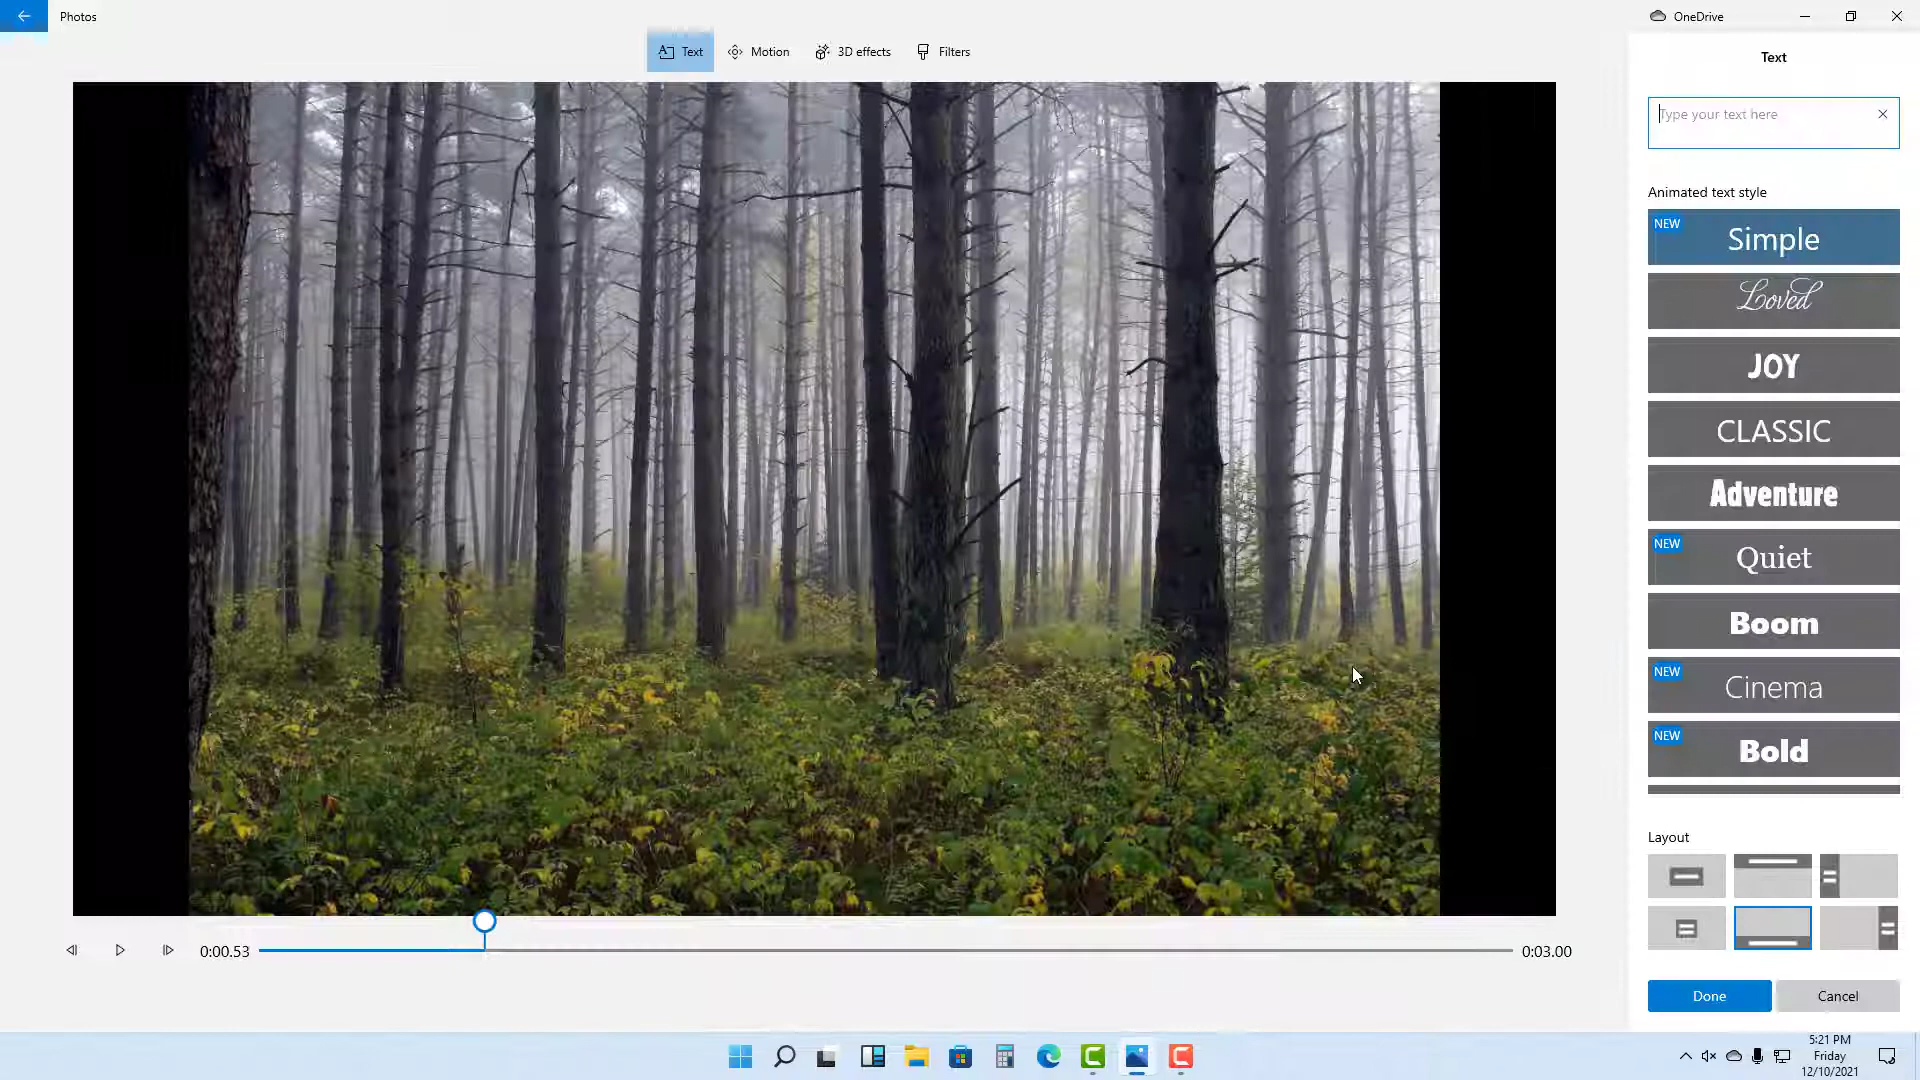 Photos
OneDrive
Text
Motion
3D effects
Filters
Text
Type your text here
Animated text style
NEW
Simple
Loved
JOY
CLASSIC
Adventure
NEW
Quiet
Boom
NEW
Cinema
NEW
Bold
Layout
0:00.53
0:03.00
Done
Cancel
5:21 PM
Friday
12/10/2021